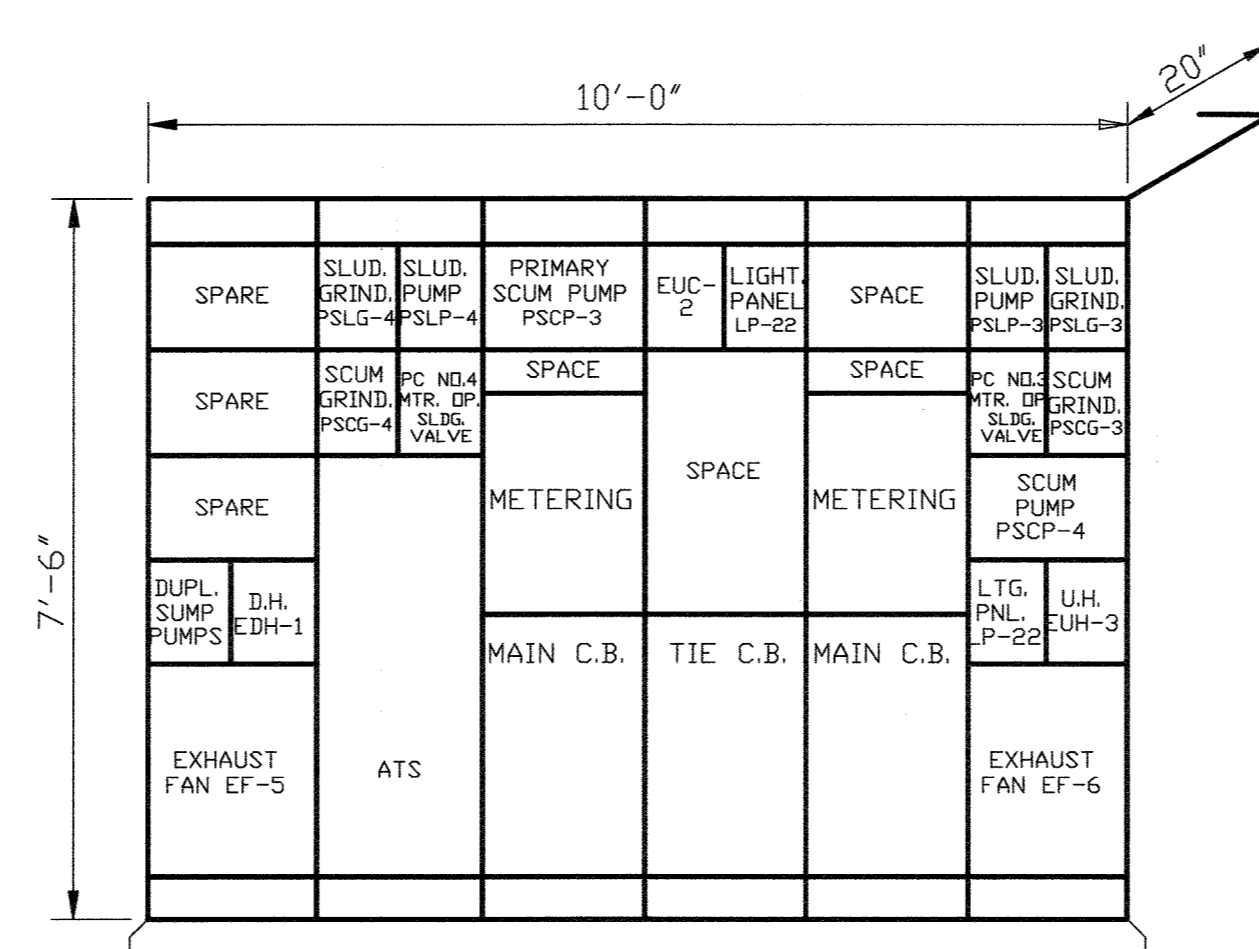 10'-0"
20"
7'-6"
SPARE
SLUD.
GRIND.
PSLG-4
SLUD.
PUMP
PSLP-4
PRIMARY
SCUM PUMP
PSCP-3
EUC-
2
LIGHT.
PANEL
LP-22
SPACE
SLUD.
PUMP
PSLP-3
SLUD.
GRIND.
PSLG-3
SPARE
SCUM
GRIND.
PSCG-4
PC NO.4
MTR. OP.
SLDG.
VALVE
SPACE
SPACE
PC NO.3
MTR. OP.
SLDG.
VALVE
SCUM
GRIND.
PSCG-3
SPARE
METERING
SPACE
METERING
SCUM
PUMP
PSCP-4
DUPL.
SUMP
PUMPS
D.H.
EDH-1
LTG.
PNL.
LP-22
U.H.
EUH-3
MAIN C.B.
TIE C.B.
MAIN C.B.
EXHAUST
FAN EF-5
ATS
EXHAUST
FAN EF-6